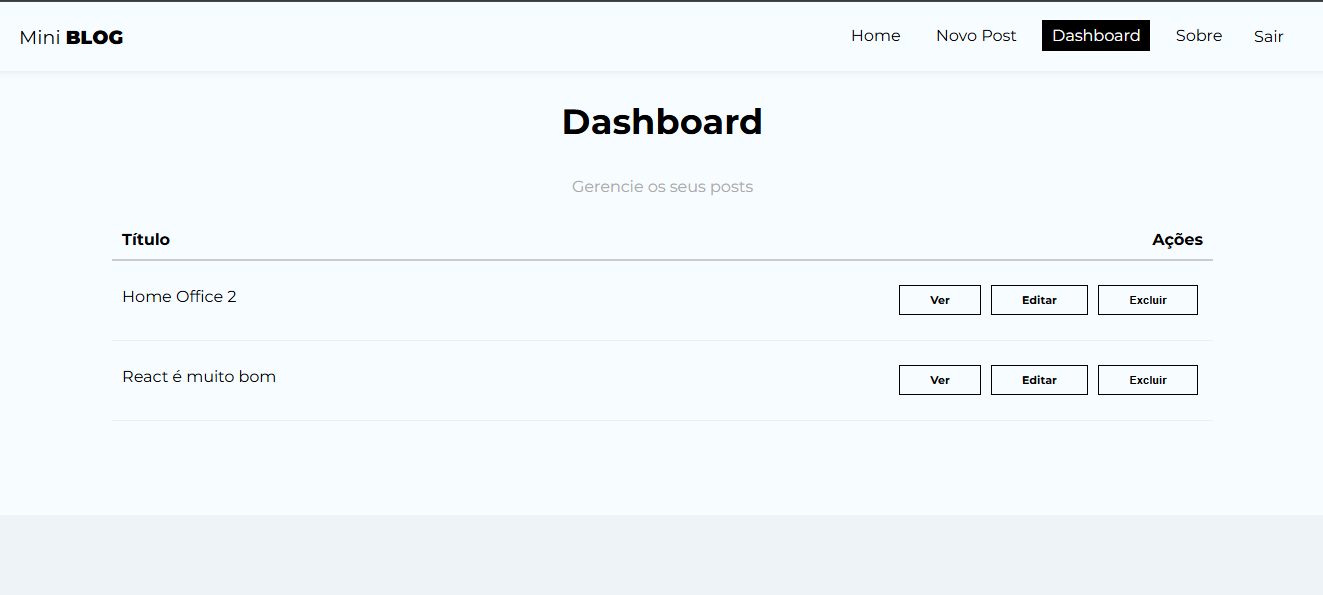 Mini BLOG Home Novo Post Dashboard Sobre Sair
Dashboard
Gerencie os seus posts
Título Ações
Home Office 2 Ver Editar Excluir
React é muito bom Ver Editar Excluir